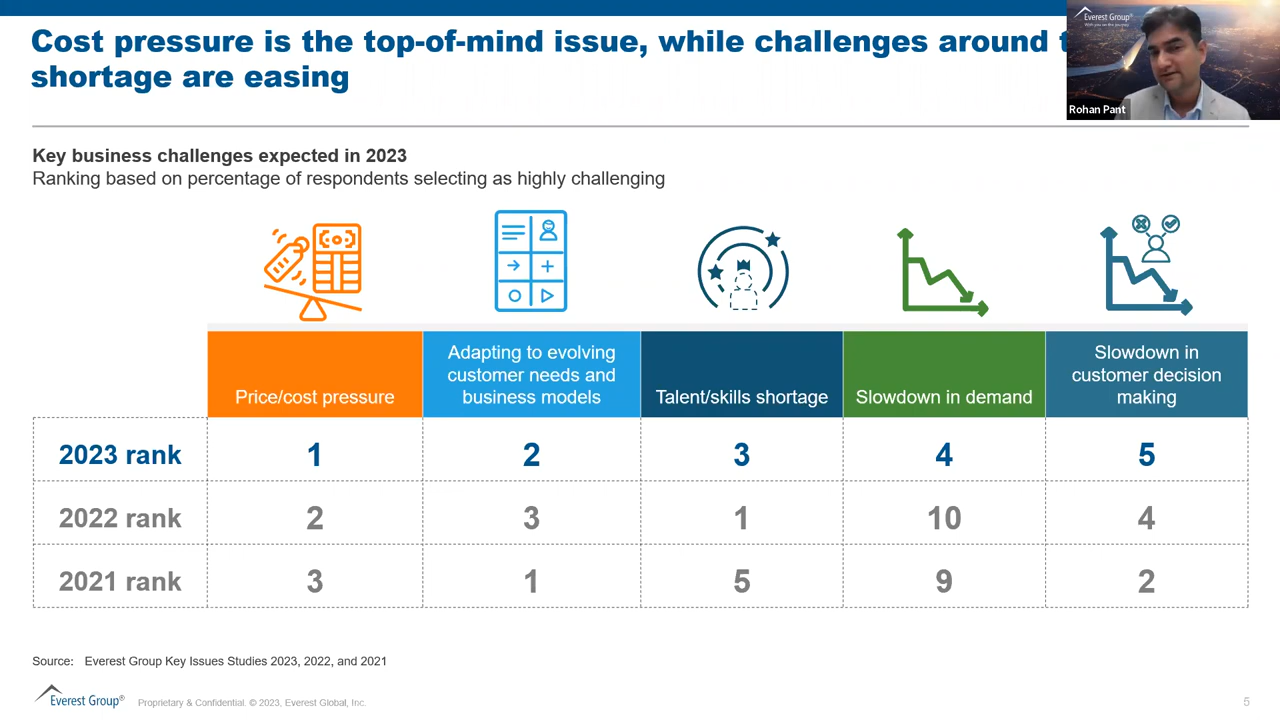 Cost pressure is the top-of-mind issue, while challenges around
shortage are easing
Everest Group®
With you on the journey
Rohan Pant
Key business challenges expected in 2023
Ranking based on percentage of respondents selecting as highly challenging
Price/cost pressure
Adapting to evolving
customer needs and
business models
Talent/skills shortage
Slowdown in demand
Slowdown in
customer decision
making
2023 rank 1 2 3 4 5
2022 rank 2 3 1 10 4
2021 rank 3 1 5 9 2
Source: Everest Group Key Issues Studies 2023, 2022, and 2021
Everest Group® Proprietary & Confidential. © 2023, Everest Global, Inc. 5